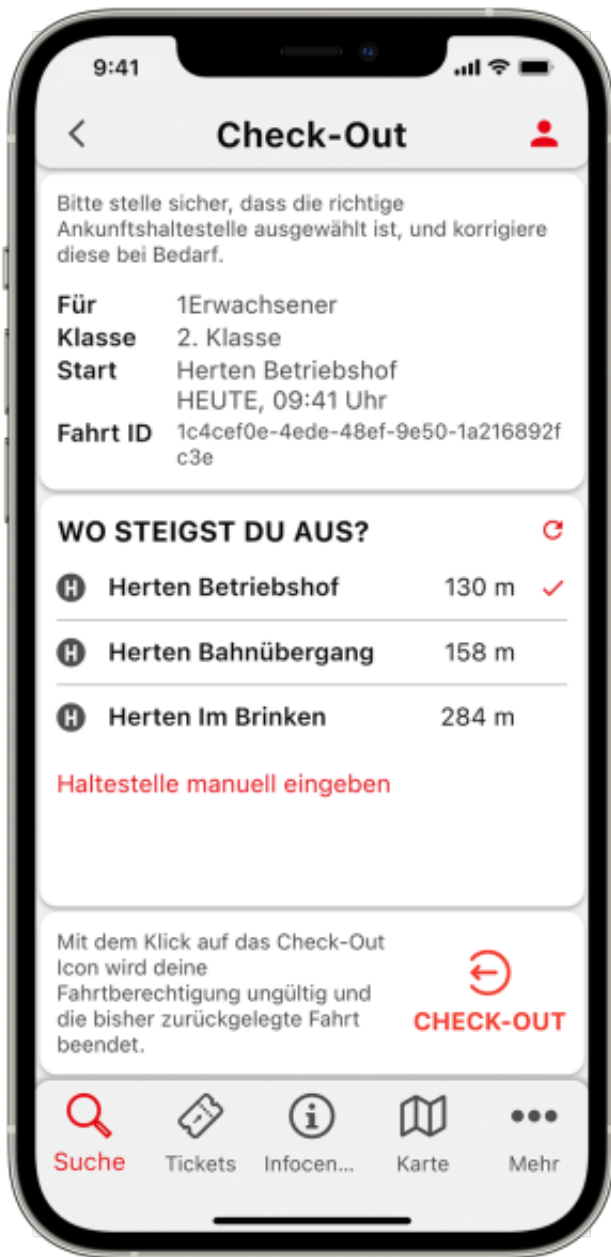 9:41
Check-Out
Bitte stelle sicher, dass die richtige
Ankunftshaltestelle ausgewählt ist, und korrigiere
diese bei Bedarf.
Für 1Erwachsener
Klasse 2. Klasse
Start Herten Betriebshof
HEUTE, 09:41 Uhr
Fahrt ID 1c4cef0e-4ede-48ef-9e50-1a216892f
c3e
WO STEIGST DU AUS?
H Herten Betriebshof 130 m
H Herten Bahnübergang 158 m
H Herten Im Brinken 284 m
Haltestelle manuell eingeben
Mit dem Klick auf das Check-Out
Icon wird deine
Fahrtberechtigung ungültig und
die bisher zurückgelegte Fahrt
beendet.
CHECK-OUT
Suche Tickets Infocen... Karte Mehr